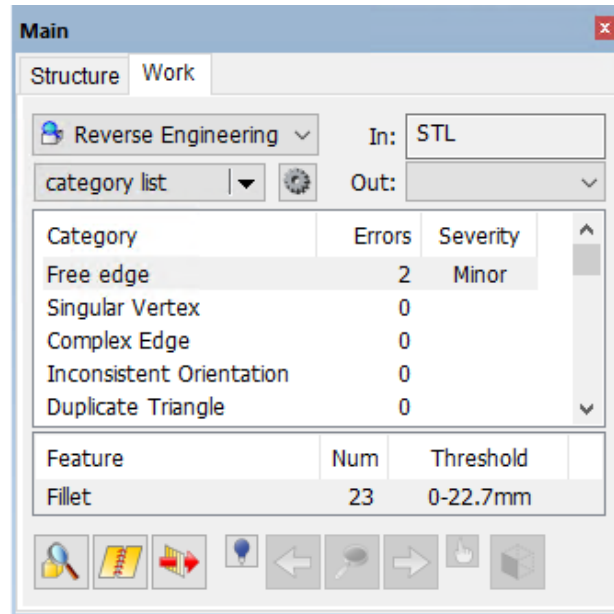 Main
Structure Work
Reverse Engineering In: STL
category list Out:
Category Errors Severity
Free edge 2 Minor
Singular Vertex 0
Complex Edge 0
Inconsistent Orientation 0
Duplicate Triangle 0
Feature Num Threshold
Fillet 23 0-22.7mm